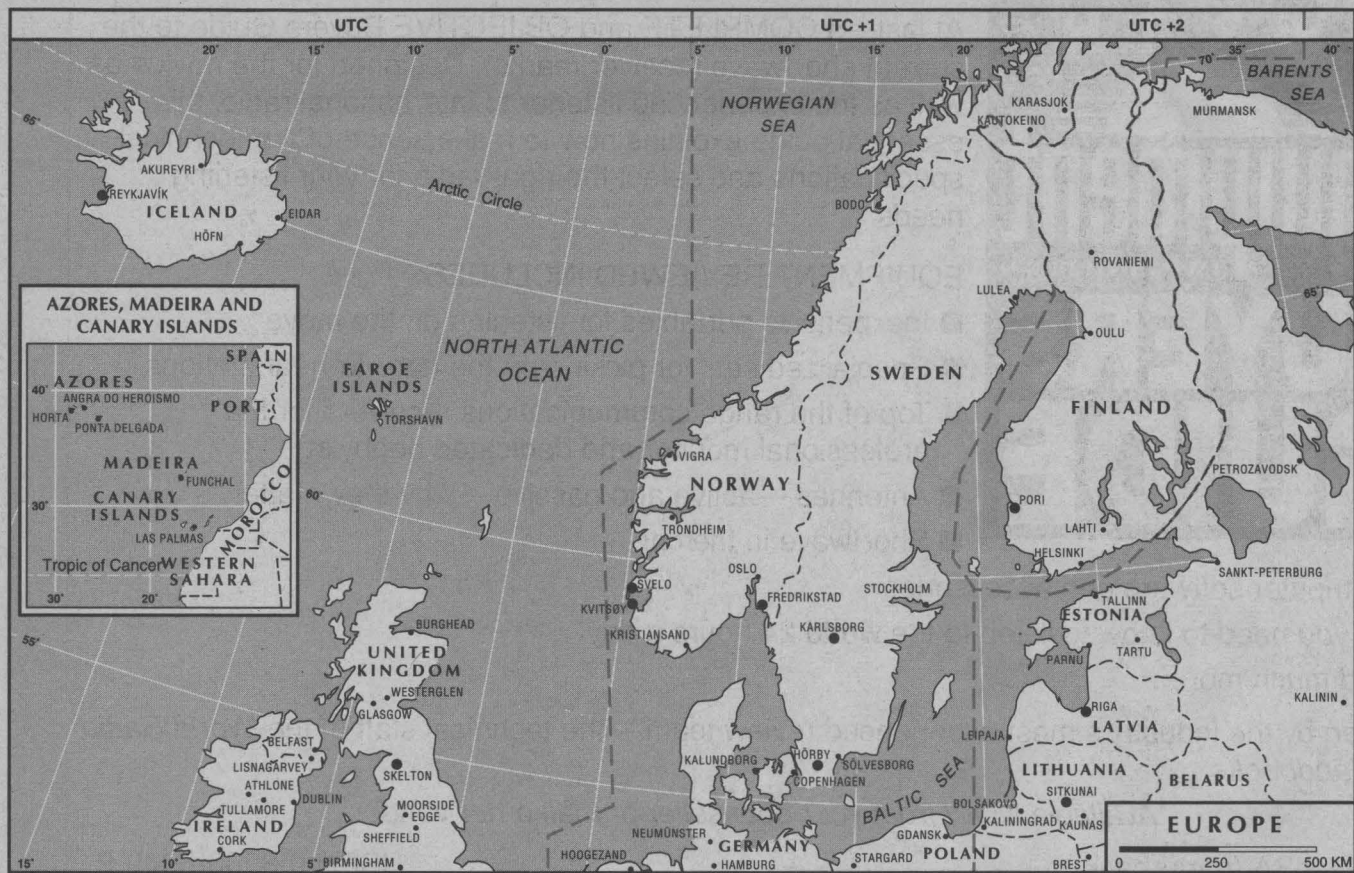 UTC
UTC +1
UTC +2
20°
15°
10°
5°
0°
5°
10°
15°
20°
35°
40°
70°
BARENTS
SEA
NORWEGIAN
SEA
KARASJOK
KAUTOKEINO
MURMANSK
65°
AKUREYRI
REYKJAVÍK
ICELAND
EIDAR
HÖFN
Arctic Circle
BODO
ROVANIEMI
LULEA
65°
OULU
AZORES, MADEIRA AND
CANARY ISLANDS
SPAIN
40°
AZORES
ANGRA DO HEROISMO
PORT
HORTA
PONTA DELGADA
MADEIRA
FUNCHAL
30°
CANARY
ISLANDS
MOROCCO
LAS PALMAS
Tropic of Cancer
WESTERN
SAHARA
30°
20°
NORTH ATLANTIC
OCEAN
FAROE
ISLANDS
TORSHAVN
SWEDEN
FINLAND
VIGRA
NORWAY
PETROZAVODSK
60°
PORI
TRONDHEIM
LAHTI
HELSINKI
SANKT-PETERBURG
OSLO
STOCKHOLM
SVELO
FREDRIKSTAD
KVITSØY
TALLINN
ESTONIA
55°
BURGHEAD
KRISTIANSAND
KARLSBORG
UNITED
KINGDOM
PARNU
TARTU
WESTERGLEN
GLASGOW
KALININ
RIGA
LATVIA
BELFAST
LISNAGARVEY
LEIPAJA
HÖRBY
SÖLVESBORG
KALUNDBORG
COPENHAGEN
SKELTON
LITHUANIA
BELARUS
ATHLONE
TULLAMORE
DUBLIN
SITKUNAI
MOORSIDE
EDGE
BALTIC SEA
BOLSAKOVO
KALININGRAD
KAUNAS
IRELAND
CORK
SHEFFIELD
NEUMÜNSTER
GDANSK
GERMANY
POLAND
15°
10°
5°
BIRMINGHAM
HOOGEZAND
HAMBURG
STARGARD
BREST
EUROPE
0
250
500 KM